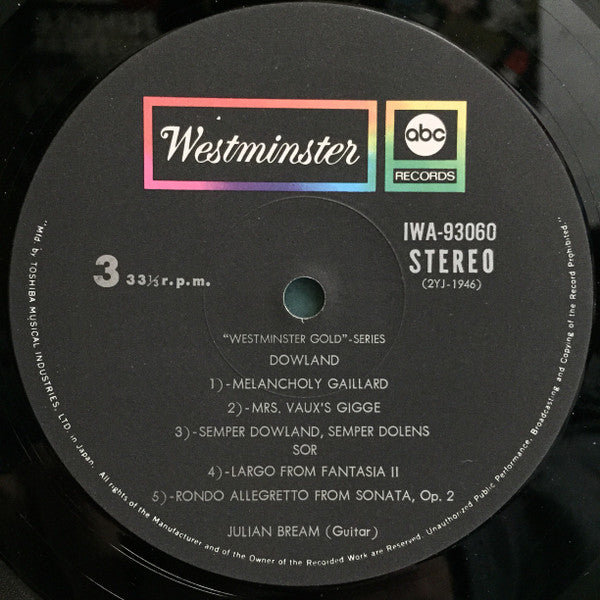 Westminster
abc
RECORDS
IWA-93060
STEREO
(2YJ-1946)
3 33⅓ r.p.m.
"WESTMINSTER GOLD"-SERIES
DOWLAND
1)-MELANCHOLY GAILLARD
2)-MRS. VAUX'S GIGGE
3)-SEMPER DOWLAND, SEMPER DOLENS
SOR
4)-LARGO FROM FANTASIA II
5)-RONDO ALLEGRETTO FROM SONATA, Op. 2
JULIAN BREAM (Guitar)
"Mfd. by TOSHIBA MUSICAL INDUSTRIES, LTD. in Japan. All rights of the Manufacturer and of the Owner of the Recorded Work are Reserved. Unauthorized Public Performance, Broadcasting and Copying of the Record Prohibited."